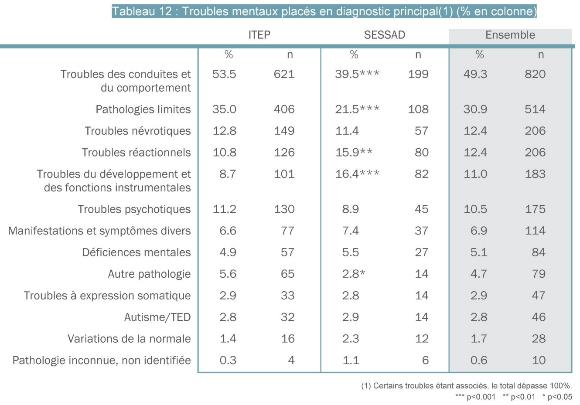 Tableau 12 : Troubles mentaux placés en diagnostic principal(1) (% en colonne)
ITEP SESSAD Ensemble
% n % n % n
Troubles des conduites et
du comportement 53.5 621 39.5*** 199 49.3 820
Pathologies limites 35.0 406 21.5*** 108 30.9 514
Troubles névrotiques 12.8 149 11.4 57 12.4 206
Troubles réactionnels 10.8 126 15.9** 80 12.4 206
Troubles du développement et
des fonctions instrumentales 8.7 101 16.4*** 82 11.0 183
Troubles psychotiques 11.2 130 8.9 45 10.5 175
Manifestations et symptômes divers 6.6 77 7.4 37 6.9 114
Déficiences mentales 4.9 57 5.5 27 5.1 84
Autre pathologie 5.6 65 2.8* 14 4.7 79
Troubles à expression somatique 2.9 33 2.8 14 2.9 47
Autisme/TED 2.8 32 2.9 14 2.8 46
Variations de la normale 1.4 16 2.3 12 1.7 28
Pathologie inconnue, non identifiée 0.3 4 1.1 6 0.6 10
(1) Certains troubles étant associés, le total dépasse 100%.
*** p<0.001 ** p<0.01 * p<0.05